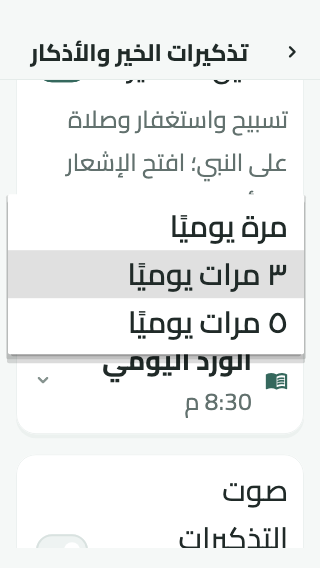 تذكيرات الخير والأذكار
تسبيح واستغفار وصلاة
على النبي؛ افتح الإشعار
مرة يوميًا
٣ مرات يوميًا
٥ مرات يوميًا
الورد اليومي
8:30 م
صوت
التذكيرات